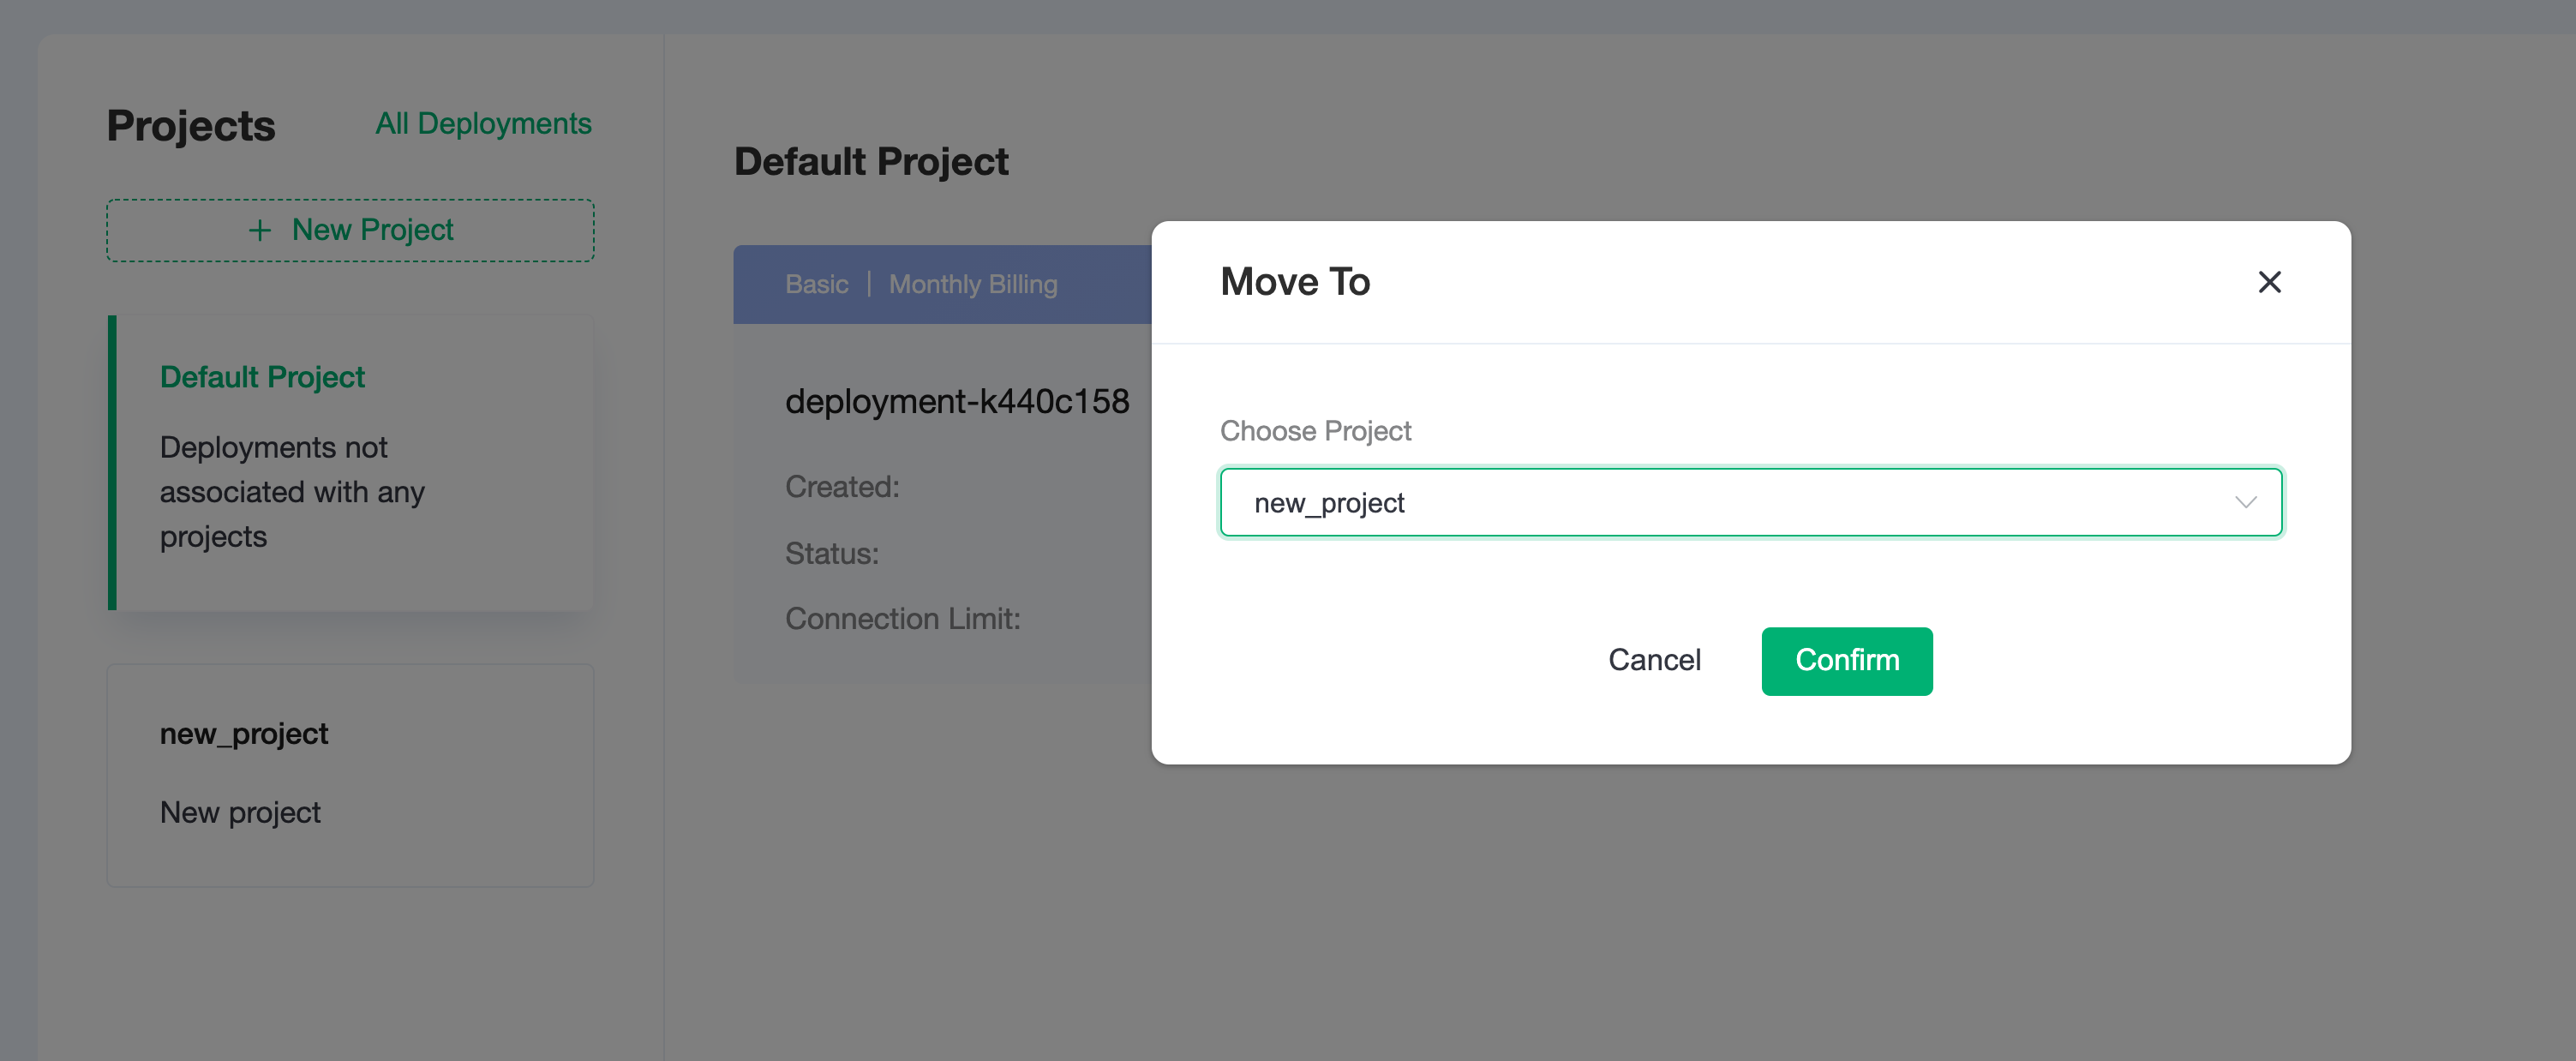 Projects
All Deployments
+ New Project
Default Project
Deployments not
associated with any
projects
new_project
New project
Default Project
Basic | Monthly Billing
deployment-k440c158
Created:
Status:
Connection Limit:
Move To
Choose Project
new_project
Cancel
Confirm